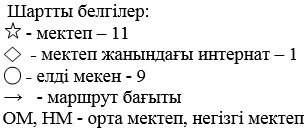 Шартты белгілер:
☆ - мектеп – 11
◇ - мектеп жанындағы интернат – 1
○ - елді мекен - 9
→ - маршрут бағыты
ОМ, НМ - орта мектеп, негізгі мектеп